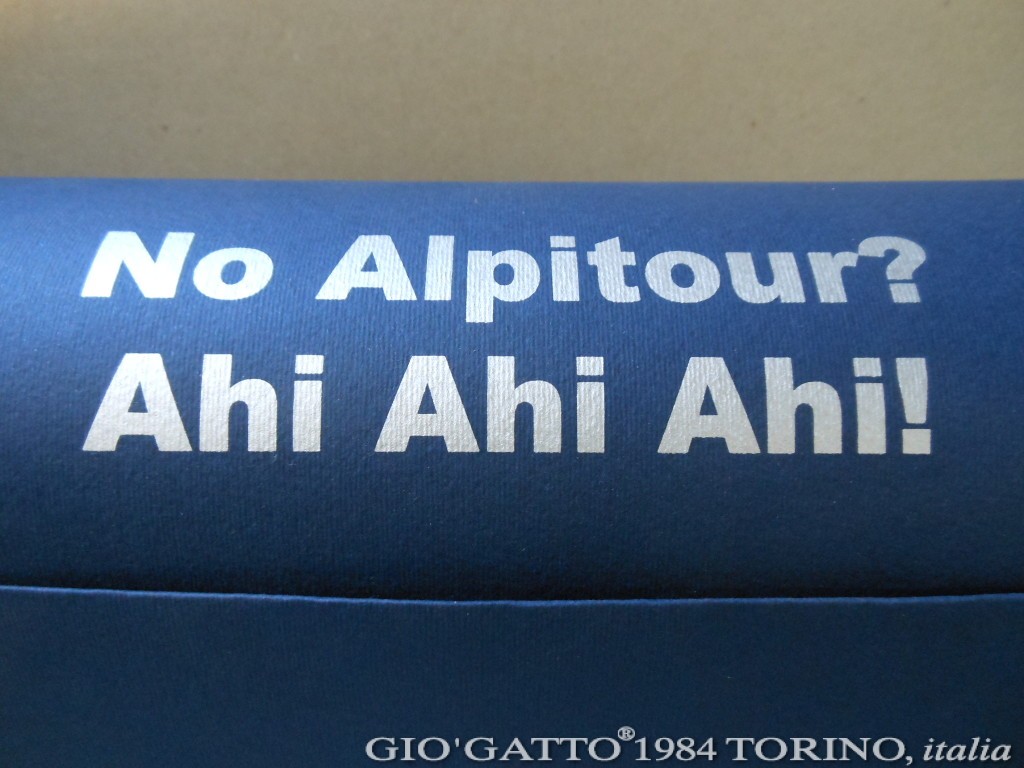 No Alpitour?
Ahi Ahi Ahi!
GIO'GATTO® 1984 TORINO, italia